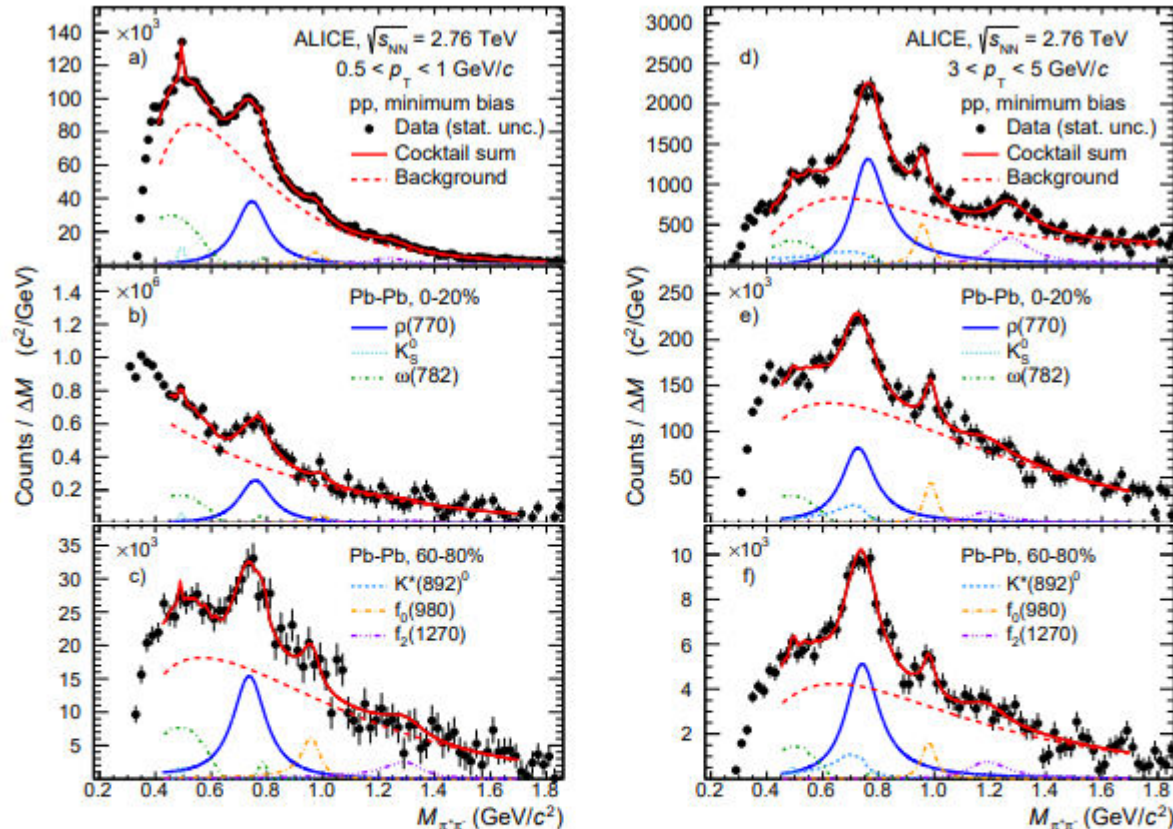 ×10³
a)
ALICE, √s_NN = 2.76 TeV
0.5 < p_T < 1 GeV/c
pp, minimum bias
Data (stat. unc.)
Cocktail sum
Background
140
120
100
80
60
40
20
×10⁶
b)
Pb-Pb, 0-20%
ρ(770)
K⁰_S
ω(782)
1.4
1.2
1.0
0.8
0.6
0.4
0.2
Counts / ΔM (c²/GeV)
×10³
c)
Pb-Pb, 60-80%
K*(892)⁰
f₀(980)
f₂(1270)
35
30
25
20
15
10
5
0.2 0.4 0.6 0.8 1.0 1.2 1.4 1.6 1.8
M_π⁺π⁻ (GeV/c²)
d)
ALICE, √s_NN = 2.76 TeV
3 < p_T < 5 GeV/c
pp, minimum bias
Data (stat. unc.)
Cocktail sum
Background
3000
2500
2000
1500
1000
500
×10³
e)
Pb-Pb, 0-20%
ρ(770)
K⁰_S
ω(782)
250
200
150
100
50
Counts / ΔM (c²/GeV)
×10³
f)
Pb-Pb, 60-80%
K*(892)⁰
f₀(980)
f₂(1270)
10
8
6
4
2
0.2 0.4 0.6 0.8 1.0 1.2 1.4 1.6 1.8
M_π⁺π⁻ (GeV/c²)